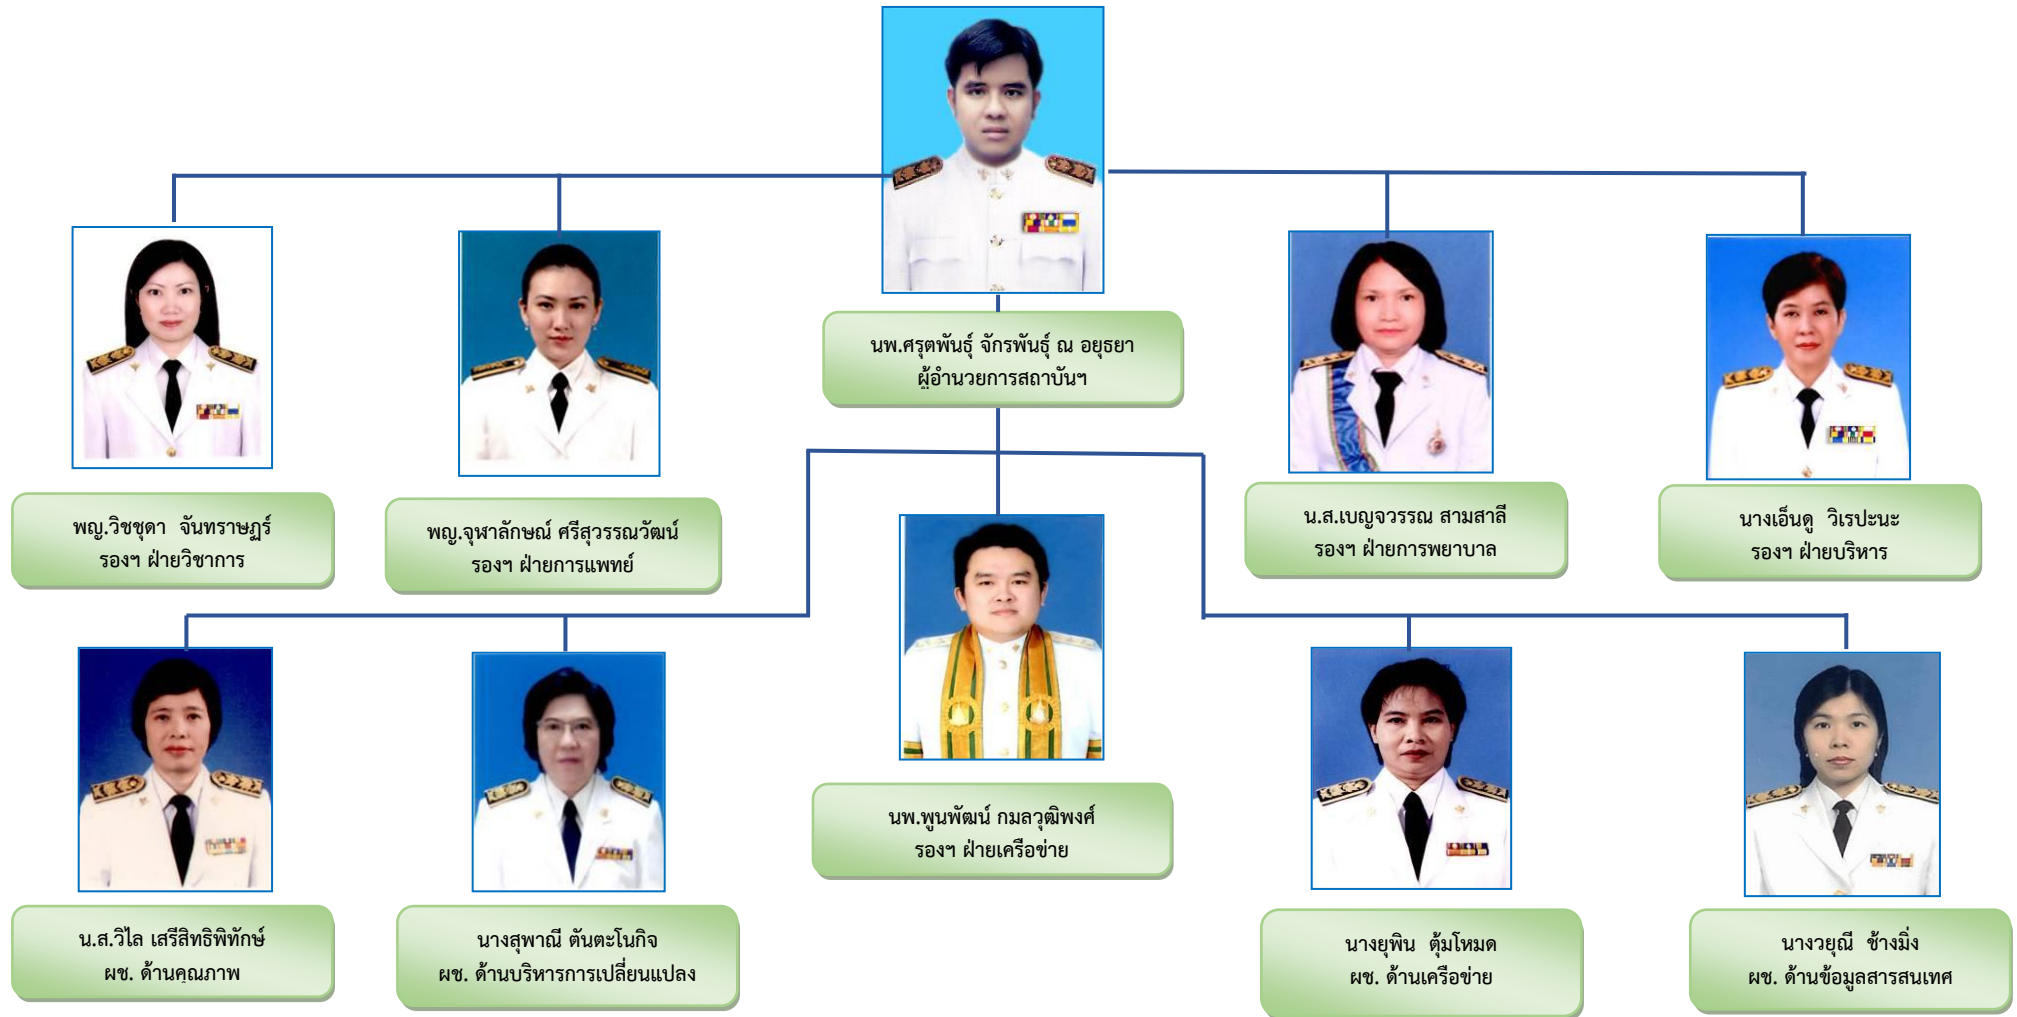 นพ.ศรุตพันธุ์ จักรพันธุ์ ณ อยุธยา
ผู้อำนวยการสถาบันฯ
พญ.วิชชุดา จันทราษฏร์
รองฯ ฝ่ายวิชาการ
พญ.จุฬาลักษณ์ ศรีสุวรรณวัฒน์
รองฯ ฝ่ายการแพทย์
น.ส.เบญจวรรณ สามสาลี
รองฯ ฝ่ายการพยาบาล
นางเอ็นดู วิเรปะนะ
รองฯ ฝ่ายบริหาร
นพ.พูนพัฒน์ กมลวุฒิพงศ์
รองฯ ฝ่ายเครือข่าย
น.ส.วิไล เสรีสิทธิพิทักษ์
ผช. ด้านคุณภาพ
นางสุพาณี ตันตะโนกิจ
ผช. ด้านบริหารการเปลี่ยนแปลง
นางยุพิน ตุ้มโหมด
ผช. ด้านเครือข่าย
นางวยุณี ช้างมิ่ง
ผช. ด้านข้อมูลสารสนเทศ